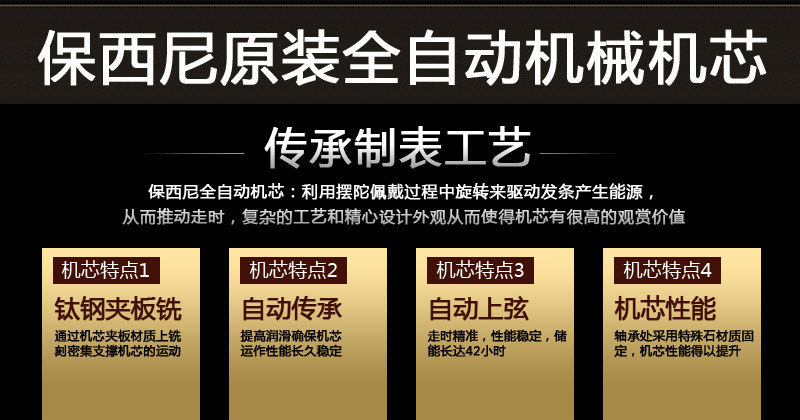 保西尼原装全自动机械机芯
传承制表工艺
保西尼全自动机芯：利用摆陀佩戴过程中旋转来驱动发条产生能源，
从而推动走时，复杂的工艺和精心设计外观从而使得机芯有很高的观赏价值
机芯特点1
钛钢夹板铣
通过机芯夹板材质上铣
刻密集支撑机芯的运动
机芯特点2
自动传承
提高润滑确保机芯
运作性能长久稳定
机芯特点3
自动上弦
走时精准，性能稳定，储
能长达42小时
机芯特点4
机芯性能
轴承处采用特殊石材质固
定，机芯性能得以提升